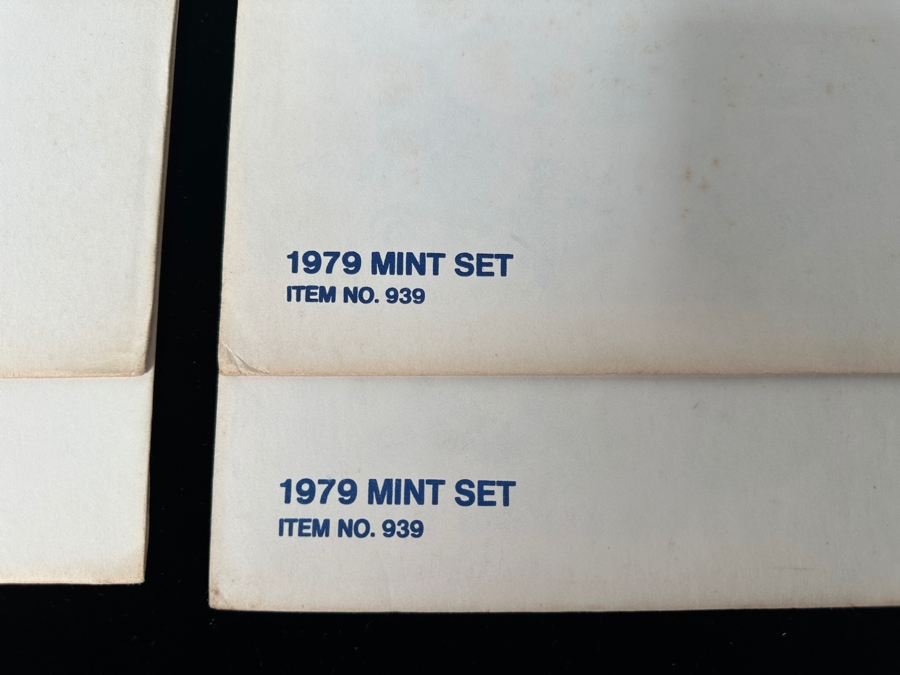 1979 MINT SET
ITEM NO. 939
1979 MINT SET
ITEM NO. 939